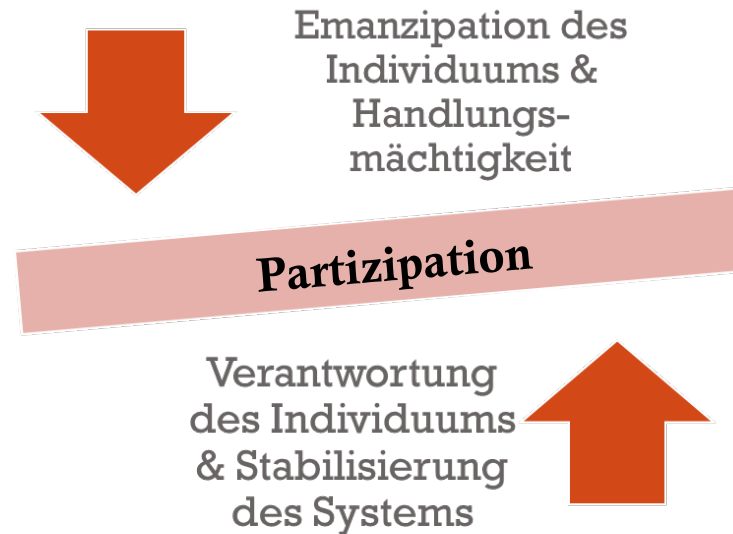 Emanzipation des
Individuums &
Handlungs-
mächtigkeit
Partizipation
Verantwortung
des Individuums
& Stabilisierung
des Systems